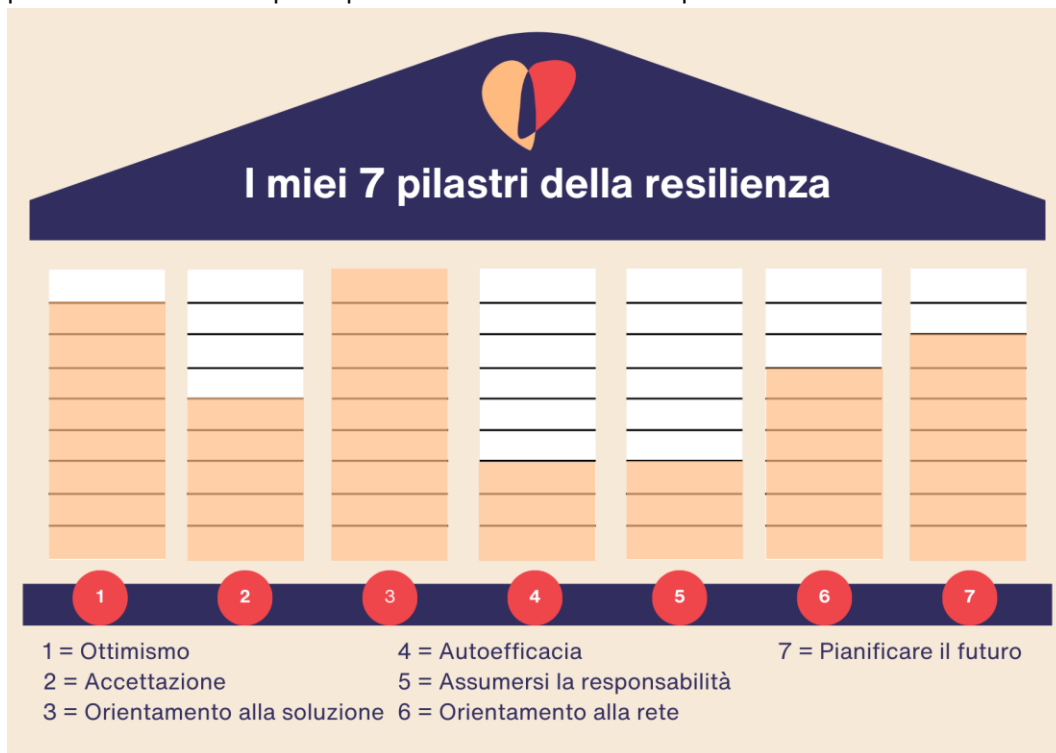 I miei 7 pilastri della resilienza
1 2 3 4 5 6 7
1 = Ottimismo
2 = Accettazione
3 = Orientamento alla soluzione
4 = Autoefficacia
5 = Assumersi la responsabilità
6 = Orientamento alla rete
7 = Pianificare il futuro